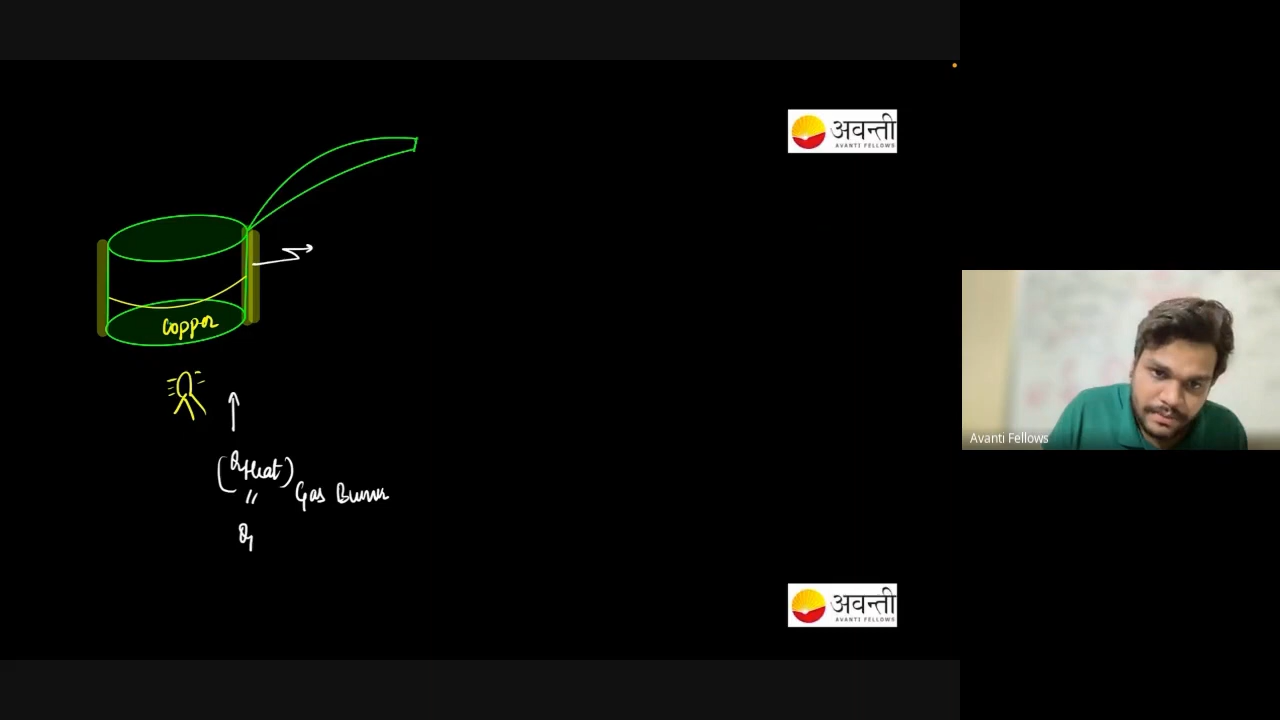 अवन्ती
AVANTI FELLOWS
Copper
(Q Heat)
Gas Burner
Q
Avanti Fellows
अवन्ती
AVANTI FELLOWS